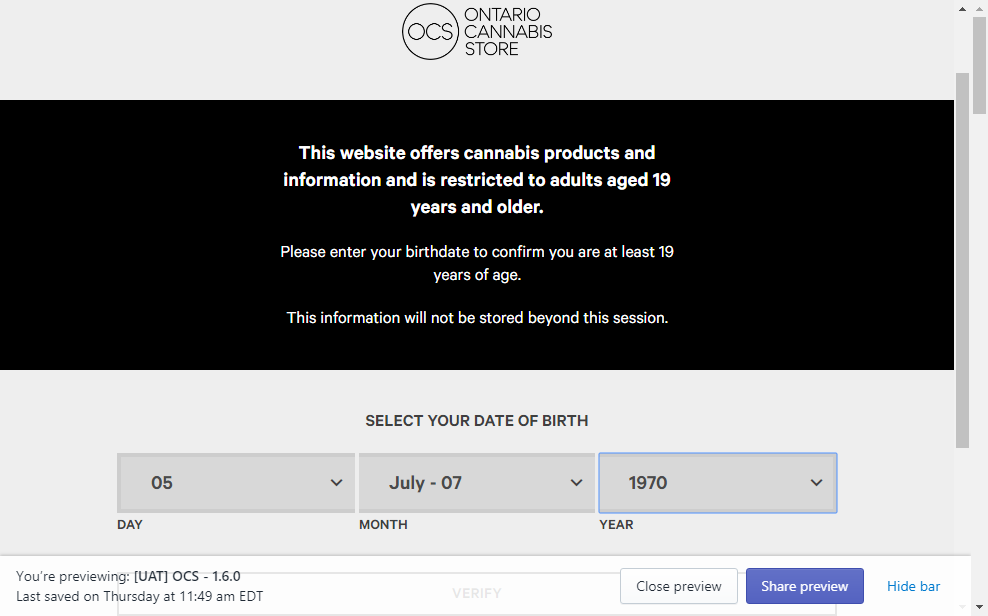 OCS
ONTARIO
CANNABIS
STORE
This website offers cannabis products and
information and is restricted to adults aged 19
years and older.
Please enter your birthdate to confirm you are at least 19
years of age.
This information will not be stored beyond this session.
SELECT YOUR DATE OF BIRTH
05
July - 07
1970
DAY
MONTH
YEAR
You're previewing: [UAT] OCS - 1.6.0
Last saved on Thursday at 11:49 am EDT
VERIFY
Close preview
Share preview
Hide bar